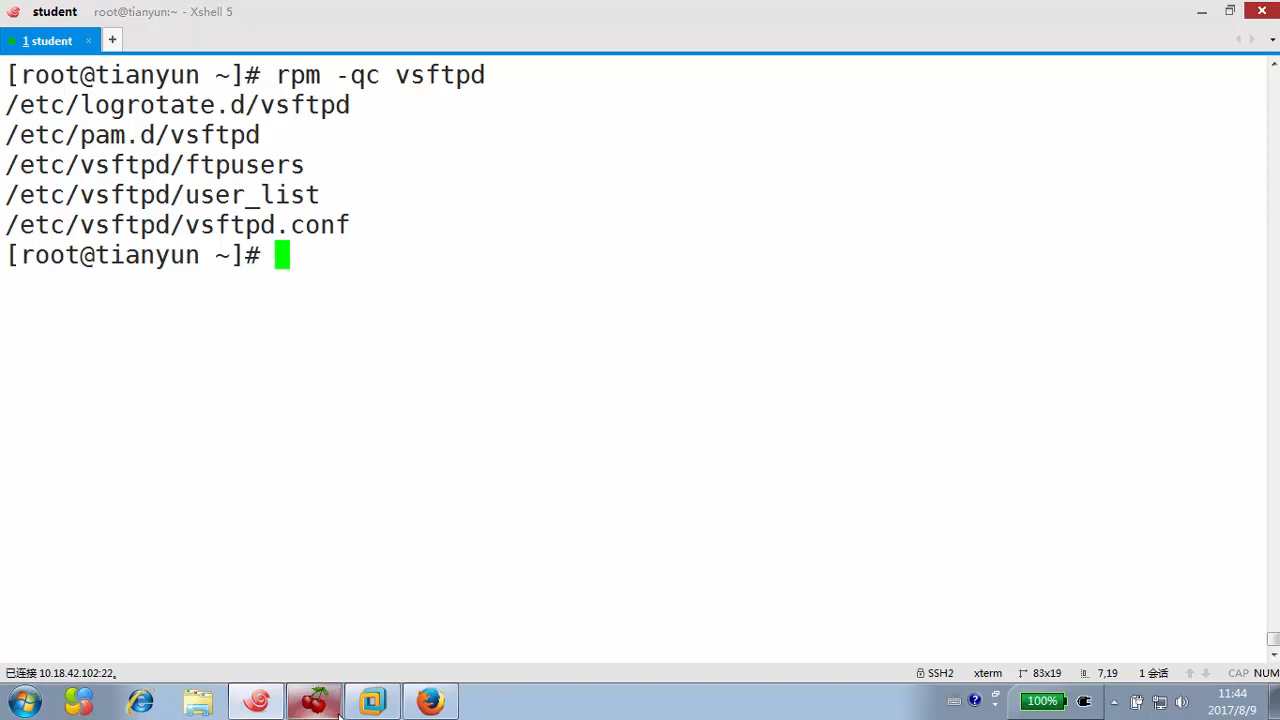 student root@tianyun:~ - Xshell 5
1 student
[root@tianyun ~]# rpm -qc vsftpd
/etc/logrotate.d/vsftpd
/etc/pam.d/vsftpd
/etc/vsftpd/ftpusers
/etc/vsftpd/user_list
/etc/vsftpd/vsftpd.conf
[root@tianyun ~]#
已连接 10.18.42.102:22。 SSH2 xterm 83x19 7,19 1 会话 CAP NUM
100% 11:44
2017/8/9